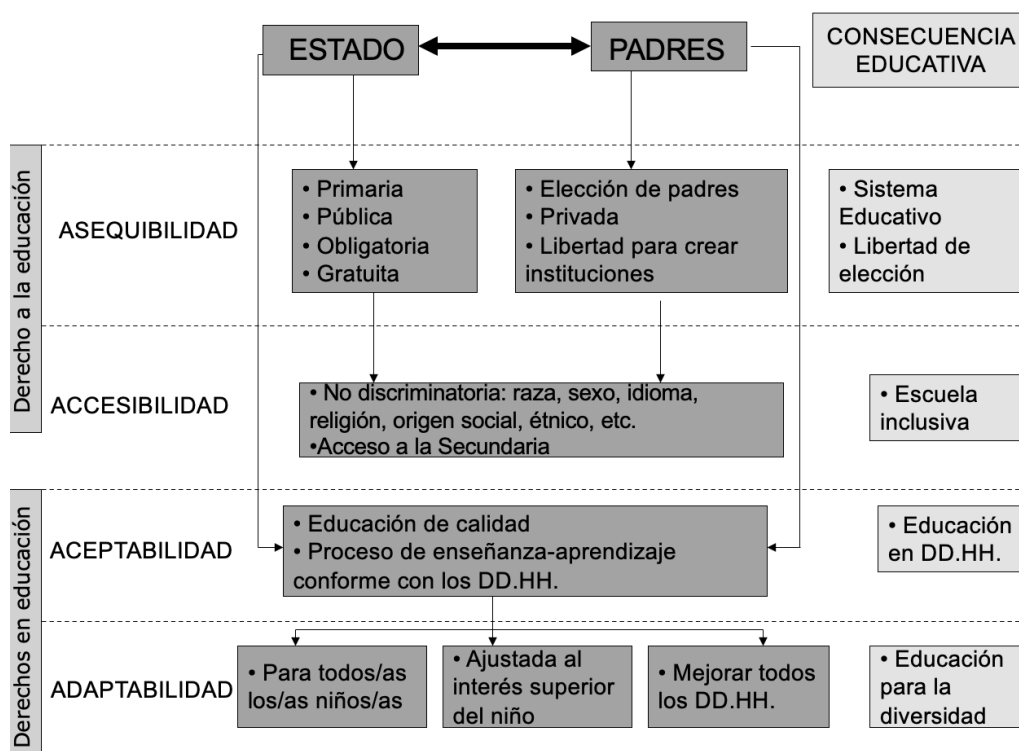 ESTADO
PADRES
CONSECUENCIA
EDUCATIVA
Derecho a la educación
ASEQUIBILIDAD
• Primaria
• Pública
• Obligatoria
• Gratuita
• Elección de padres
• Privada
• Libertad para crear
instituciones
• Sistema
Educativo
• Libertad de
elección
ACCESIBILIDAD
• No discriminatoria: raza, sexo, idioma,
religión, origen social, étnico, etc.
•Acceso a la Secundaria
• Escuela
inclusiva
Derechos en educación
ACEPTABILIDAD
• Educación de calidad
• Proceso de enseñanza-aprendizaje
conforme con los DD.HH.
• Educación
en DD.HH.
ADAPTABILIDAD
• Para todos/as
los/as niños/as
• Ajustada al
interés superior
del niño
• Mejorar todos
los DD.HH.
• Educación
para la
diversidad